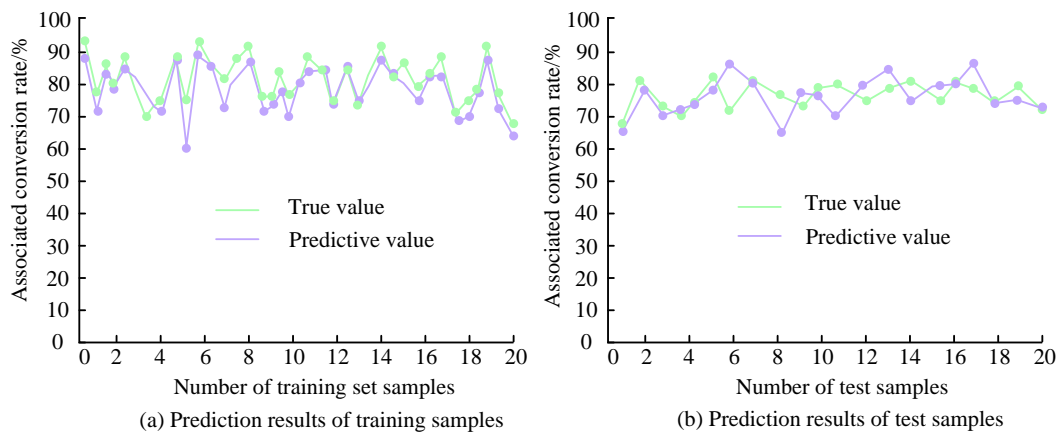 Associated conversion rate/%
100
90
80
70
60
50
40
30
20
10
0
True value
Predictive value
0 2 4 6 8 10 12 14 16 18 20
Number of training set samples
(a) Prediction results of training samples
Associated conversion rate/%
100
90
80
70
60
50
40
30
20
10
0
True value
Predictive value
0 2 4 6 8 10 12 14 16 18 20
Number of test samples
(b) Prediction results of test samples